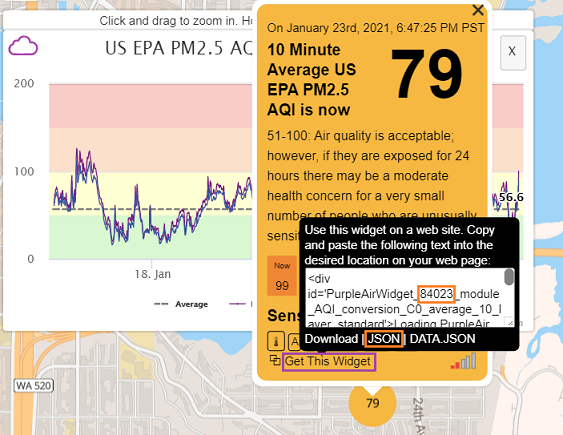 Click and drag to zoom in.
US EPA PM2.5 AQ
X
200
100
0
18. Jan
Average
56.6
On January 23rd, 2021, 6:47:25 PM PST
10 Minute
Average US
EPA PM2.5
AQI is now
79
51-100: Air quality is acceptable;
however, if they are exposed for 24
hours there may be a moderate
health concern for a very small
number of people who are unusually
Now
99
Use this widget on a web site. Copy
and paste the following text into the
desired location on your web page:
<div
id='PurpleAirWidget_84023_module
_AQI_conversion_C0_average_10_l
ayer_standard'>Loading PurpleAir
Download | JSON | DATA.JSON
Get This Widget
79
WA 520
24th Ave